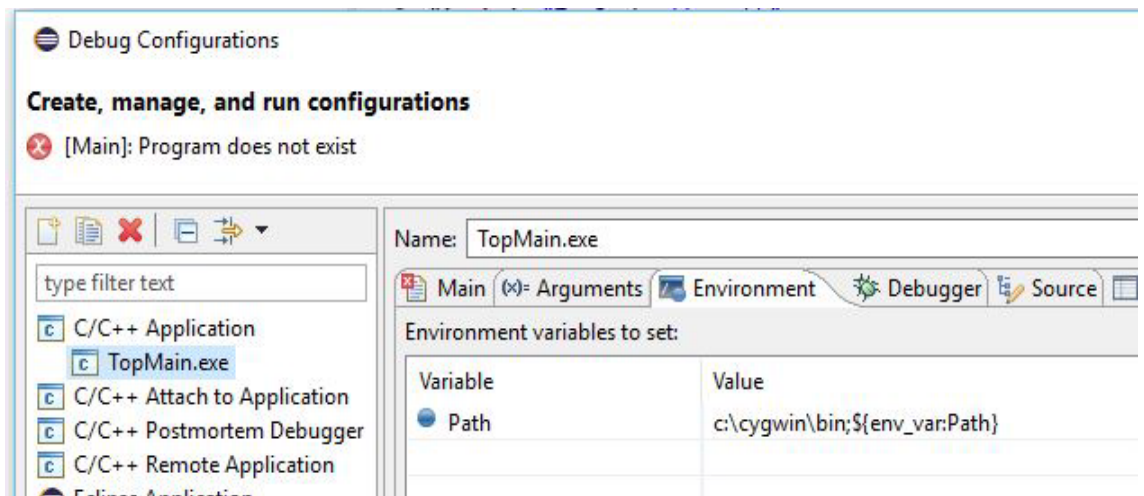 Debug Configurations
Create, manage, and run configurations
[Main]: Program does not exist
type filter text
C/C++ Application
TopMain.exe
C/C++ Attach to Application
C/C++ Postmortem Debugger
C/C++ Remote Application
Name: TopMain.exe
Main (x)= Arguments Environment Debugger Source
Environment variables to set:
Variable Value
Path c:\cygwin\bin;${env_var:Path}